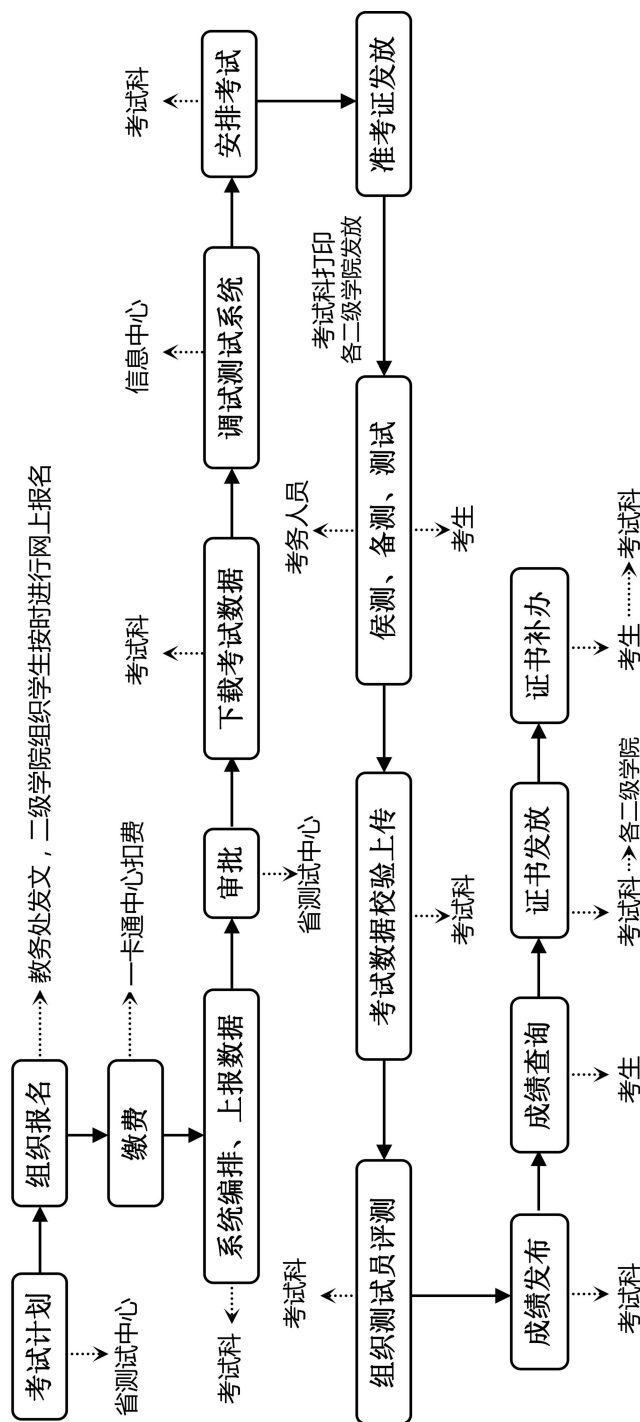 考试计划
省测试中心
组织报名
教务处发文，二级学院组织学生按时进行网上报名
缴费
一卡通中心扣费
系统编排、上报数据
考试科
审批
省测试中心
下载考试数据
考试科
调试测试系统
信息中心
安排考试
考试科
准考证发放
考试科打印
各二级学院发放
侯测、备测、测试
考务人员
考生
考试数据校验上传
考试科
组织测试员评测
考试科
成绩发布
考试科
成绩查询
考生
证书发放
考试科
各二级学院
证书补办
考生
考试科